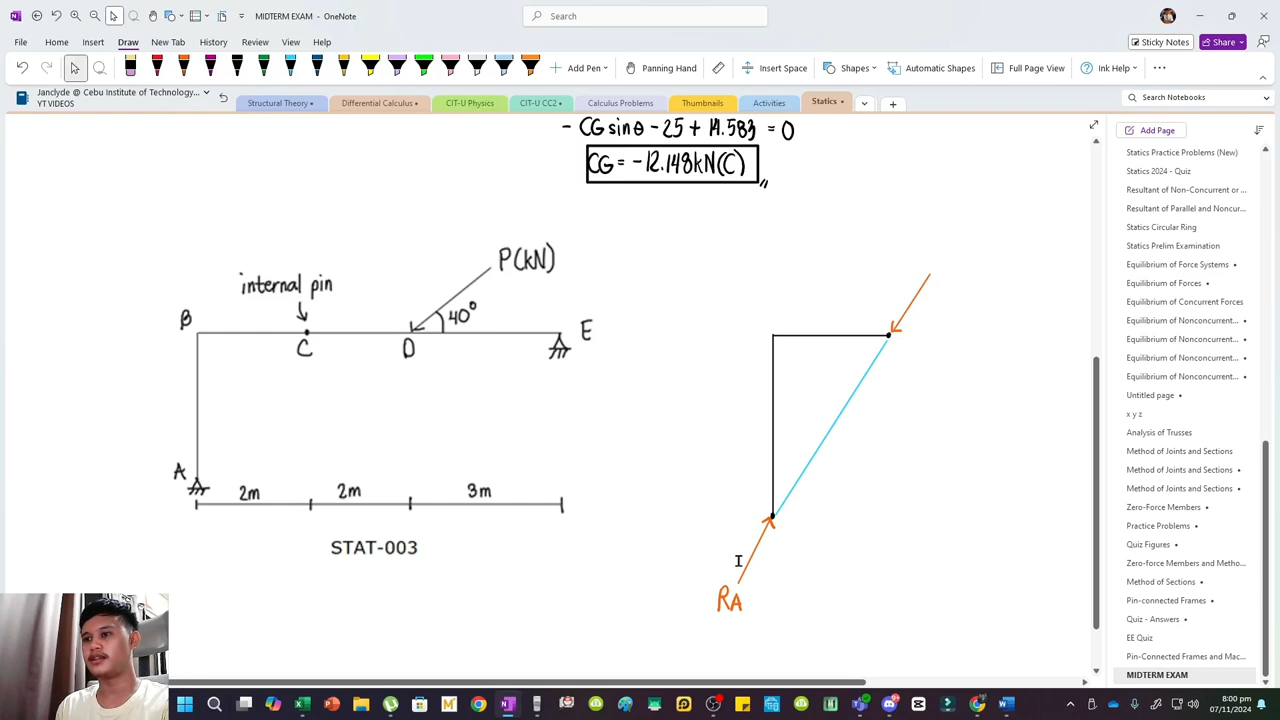 MIDTERM EXAM - OneNote
Search
File Home Insert Draw New Tab History Review View Help
Sticky Notes
Share
Add Pen
Panning Hand
Insert Space
Shapes
Automatic Shapes
Full Page View
Ink Help
Janclyde @ Cebu Institute of Technology...
YT VIDEOS
Structural Theory
Differential Calculus
CIT-U Physics
CIT-U CC2
Calculus Problems
Thumbnails
Activities
Statics
Search Notebooks
- CG sin θ - 25 + 14.583 = 0
CG = -12.148kN(C)
P(kN)
internal pin
40°
B
C
D
E
A
2m
2m
3m
STAT-003
RA
Add Page
Statics Practice Problems (New)
Statics 2024 - Quiz
Resultant of Non-Concurrent or ...
Resultant of Parallel and Noncur...
Statics Circular Ring
Statics Prelim Examination
Equilibrium of Force Systems
Equilibrium of Forces
Equilibrium of Concurrent Forces
Equilibrium of Nonconcurrent...
Equilibrium of Nonconcurrent...
Equilibrium of Nonconcurrent...
Equilibrium of Nonconcurrent...
Untitled page
x y z
Analysis of Trusses
Method of Joints and Sections
Method of Joints and Sections
Method of Joints and Sections
Zero-Force Members
Practice Problems
Quiz Figures
Zero-force Members and Metho...
Method of Sections
Pin-connected Frames
Quiz - Answers
EE Quiz
Pin-Connected Frames and Mac...
MIDTERM EXAM
8:00 pm
07/11/2024